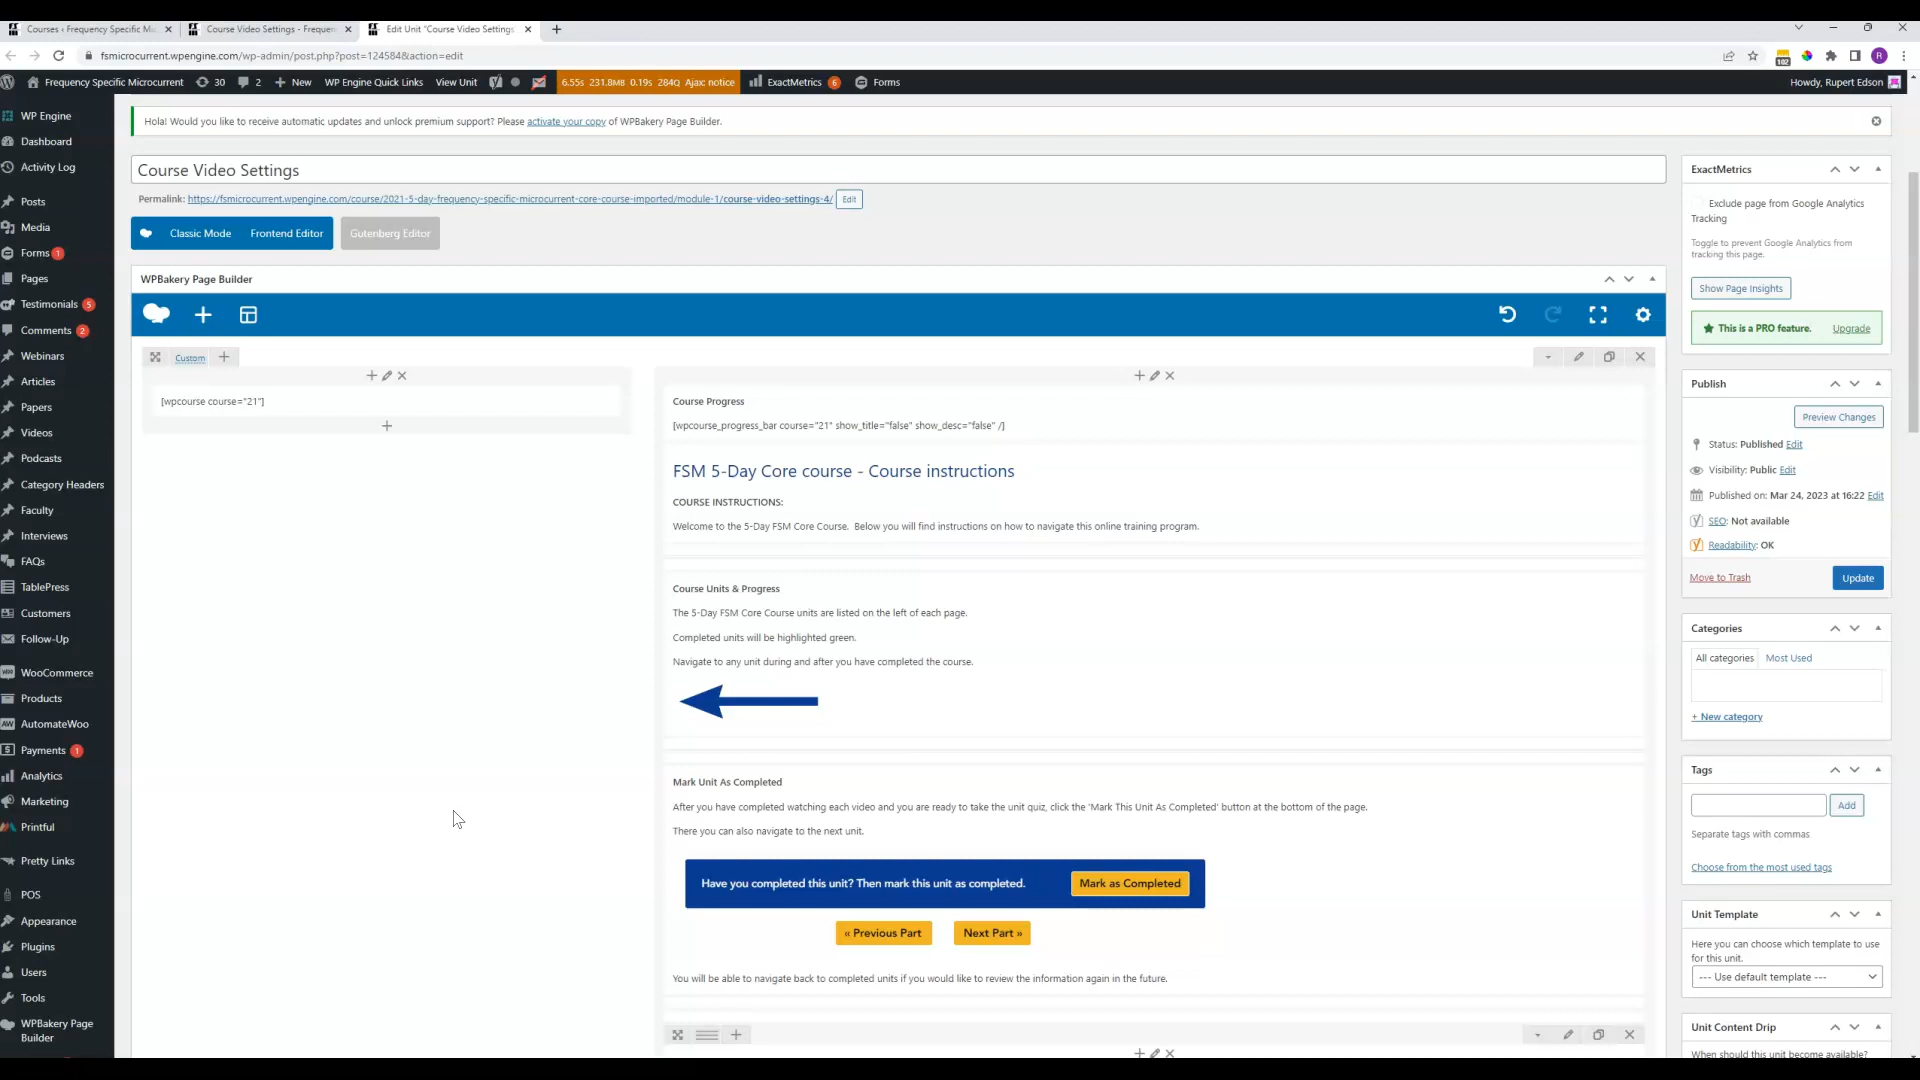 Courses ‹ Frequency Specific Mic
Course Video Settings - Frequen
Edit Unit "Course Video Settings
fsmicrocurrent.wpengine.com/wp-admin/post.php?post=124584&action=edit
102
R
Frequency Specific Microcurrent
30
2
New
WP Engine Quick Links
View Unit
6.55s 231.8MB 0.19s 284Q Ajax: notice
ExactMetrics 6
Forms
Howdy, Rupert Edson
WP Engine
Dashboard
Activity Log
Posts
Media
Forms 1
Pages
Testimonials 5
Comments 2
Webinars
Articles
Papers
Videos
Podcasts
Category Headers
Faculty
Interviews
FAQs
TablePress
Customers
Follow-Up
WooCommerce
Products
AutomateWoo
Payments 1
Analytics
Marketing
Printful
Pretty Links
POS
Appearance
Plugins
Users
Tools
WPBakery Page
Builder
Hola! Would you like to receive automatic updates and unlock premium support? Please activate your copy of WPBakery Page Builder.
Course Video Settings
Permalink: https://fsmicrocurrent.wpengine.com/course/2021-5-day-frequency-specific-microcurrent-core-course-imported/module-1/course-video-settings-4/ Edit
Classic Mode
Frontend Editor
Gutenberg Editor
WPBakery Page Builder
Custom
[wpcourse course="21"]
Course Progress
[wpcourse_progress_bar course="21" show_title="false" show_desc="false" /]
FSM 5-Day Core course - Course instructions
COURSE INSTRUCTIONS:
Welcome to the 5-Day FSM Core Course.  Below you will find instructions on how to navigate this online training program.
Course Units & Progress
The 5-Day FSM Core Course units are listed on the left of each page.
Completed units will be highlighted green.
Navigate to any unit during and after you have completed the course.
Mark Unit As Completed
After you have completed watching each video and you are ready to take the unit quiz, click the 'Mark This Unit As Completed' button at the bottom of the page.
There you can also navigate to the next unit.
Have you completed this unit? Then mark this unit as completed.
Mark as Completed
« Previous Part
Next Part »
You will be able to navigate back to completed units if you would like to review the information again in the future.
ExactMetrics
Exclude page from Google Analytics
Tracking
Toggle to prevent Google Analytics from
tracking this page.
Show Page Insights
This is a PRO feature.
Upgrade
Publish
Preview Changes
Status: Published Edit
Visibility: Public Edit
Published on: Mar 24, 2023 at 16:22 Edit
SEO: Not available
Readability: OK
Move to Trash
Update
Categories
All categories
Most Used
+ New category
Tags
Add
Separate tags with commas
Choose from the most used tags
Unit Template
Here you can choose which template to use
for this unit.
--- Use default template ---
Unit Content Drip
When should this unit become available?